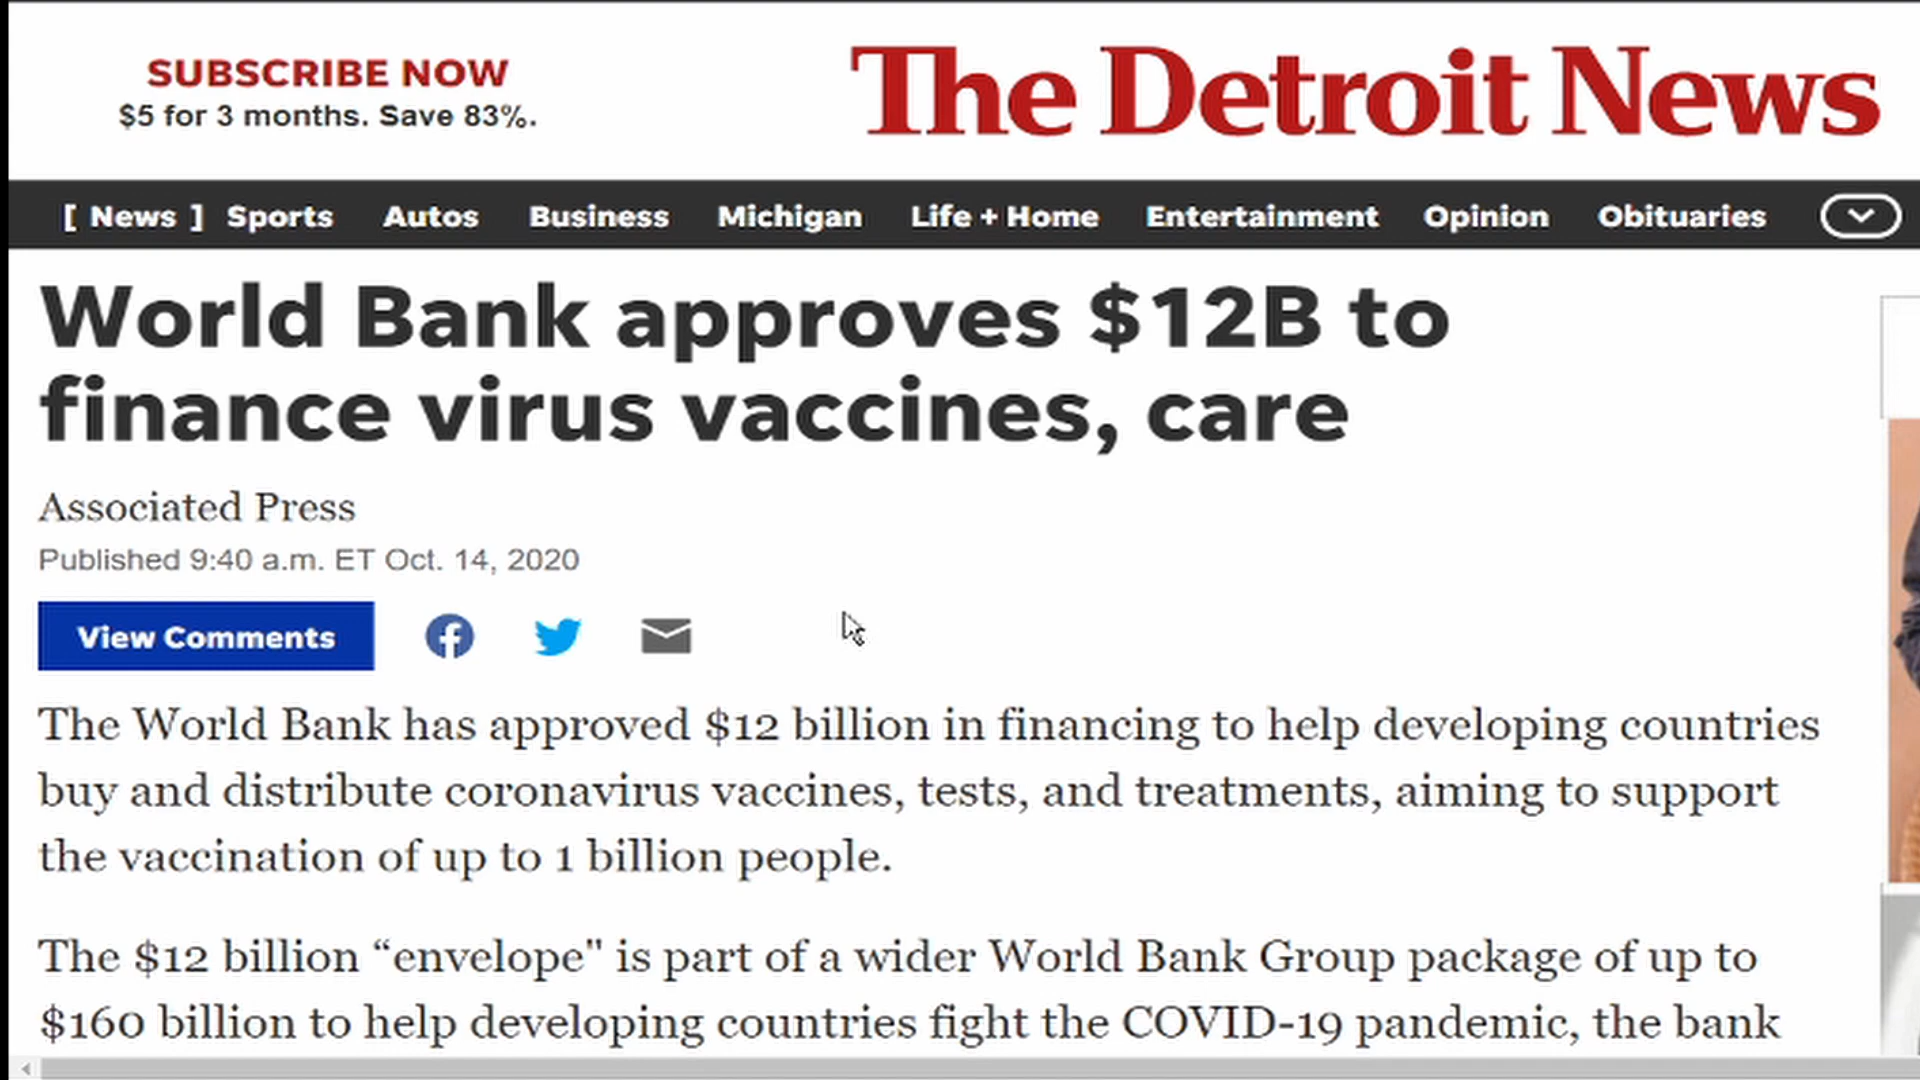 SUBSCRIBE NOW
$5 for 3 months. Save 83%.
The Detroit News
[ News ] Sports Autos Business Michigan Life + Home Entertainment Opinion Obituaries
World Bank approves $12B to
finance virus vaccines, care
Associated Press
Published 9:40 a.m. ET Oct. 14, 2020
View Comments
The World Bank has approved $12 billion in financing to help developing countries
buy and distribute coronavirus vaccines, tests, and treatments, aiming to support
the vaccination of up to 1 billion people.
The $12 billion “envelope" is part of a wider World Bank Group package of up to
$160 billion to help developing countries fight the COVID-19 pandemic, the bank